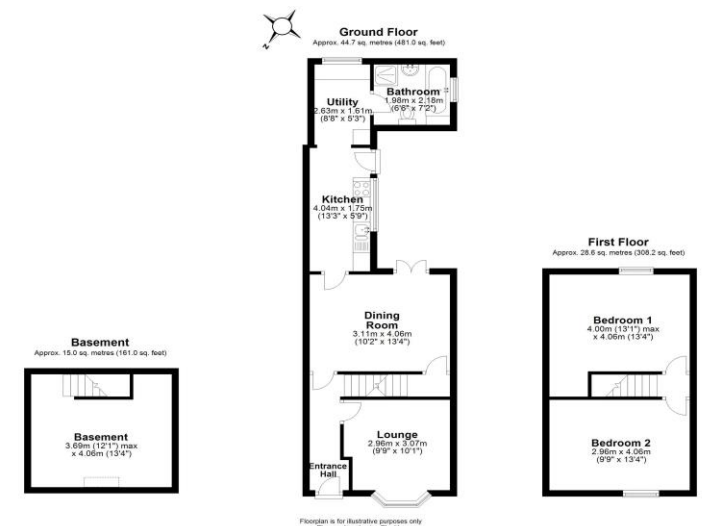 N
Ground Floor
Approx. 44.7 sq. metres (481.0 sq. feet)
Utility
2.63m x 1.61m
(8'8" x 5'3")
Bathroom
1.98m x 2.18m
(6'6" x 7'2")
Kitchen
4.04m x 1.75m
(13'3" x 5'9")
Dining
Room
3.11m x 4.06m
(10'2" x 13'4")
Lounge
2.96m x 3.07m
(9'9" x 10'1")
Entrance
Hall
Basement
Approx. 15.0 sq. metres (161.0 sq. feet)
Basement
3.69m (12'1") max
x 4.06m (13'4")
First Floor
Approx. 28.6 sq. metres (308.2 sq. feet)
Bedroom 1
4.00m (13'1") max
x 4.06m (13'4")
Bedroom 2
2.96m x 4.06m
(9'9" x 13'4")
Floorplan is for illustrative purposes only